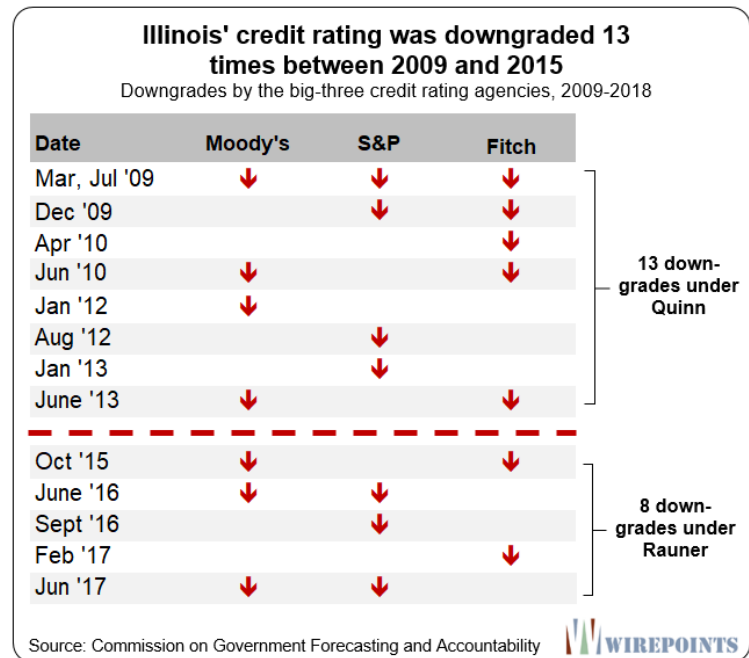 Illinois' credit rating was downgraded 13
times between 2009 and 2015
Downgrades by the big-three credit rating agencies, 2009-2018
Date Moody's S&P Fitch
Mar, Jul '09
Dec '09
Apr '10
Jun '10
Jan '12
Aug '12
Jan '13
June '13
13 down-
grades under
Quinn
Oct '15
June '16
Sept '16
Feb '17
Jun '17
8 down-
grades under
Rauner
Source: Commission on Government Forecasting and Accountability
WIREPOINTS